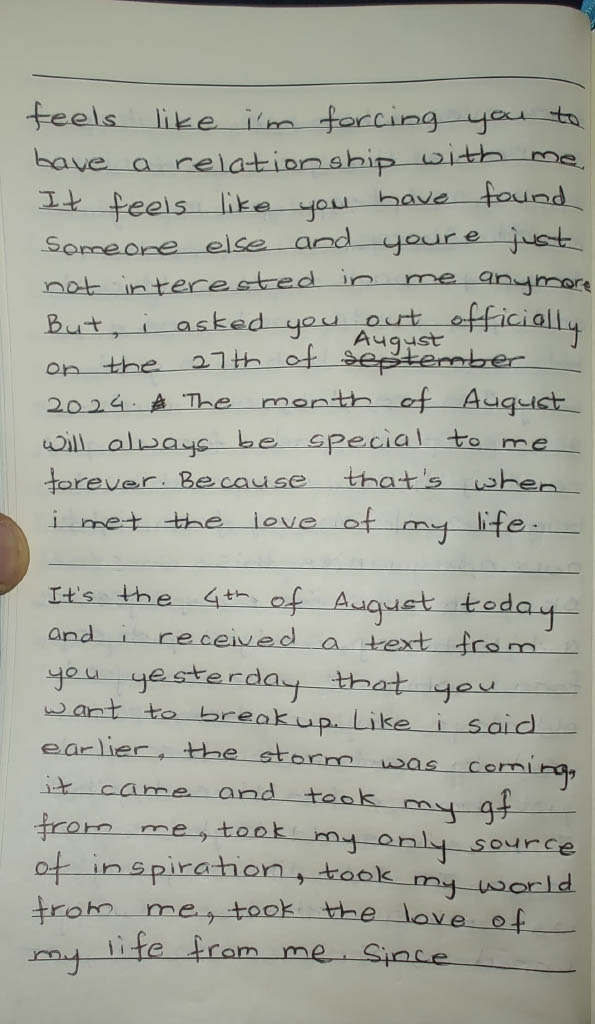 feels like i'm forcing you to
have a relationship with me.
It feels like you have found
someone else and youre just
not interested in me anymore
But, i asked you out officially
August
on the 27th of september
2024. The month of August
will always be special to me
forever. Because that's when
i met the love of my life.
It's the 4th of August today
and i received a text from
you yesterday that you
want to breakup. Like i said
earlier, the storm was coming,
it came and took my gf
from me, took my only source
of inspiration, took my world
from me, took the love of
my life from me. Since